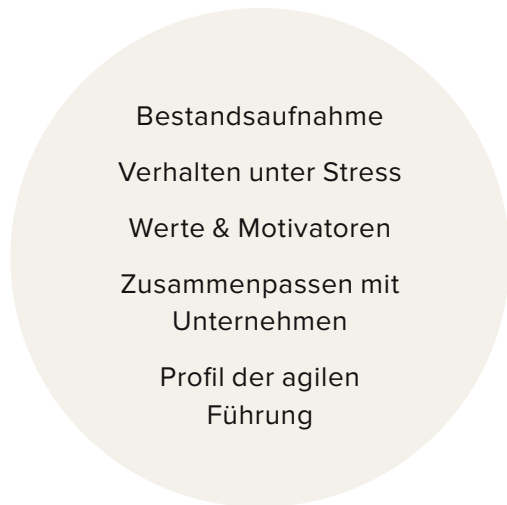 Bestandsaufnahme
Verhalten unter Stress
Werte & Motivatoren
Zusammenpassen mit
Unternehmen
Profil der agilen
Führung